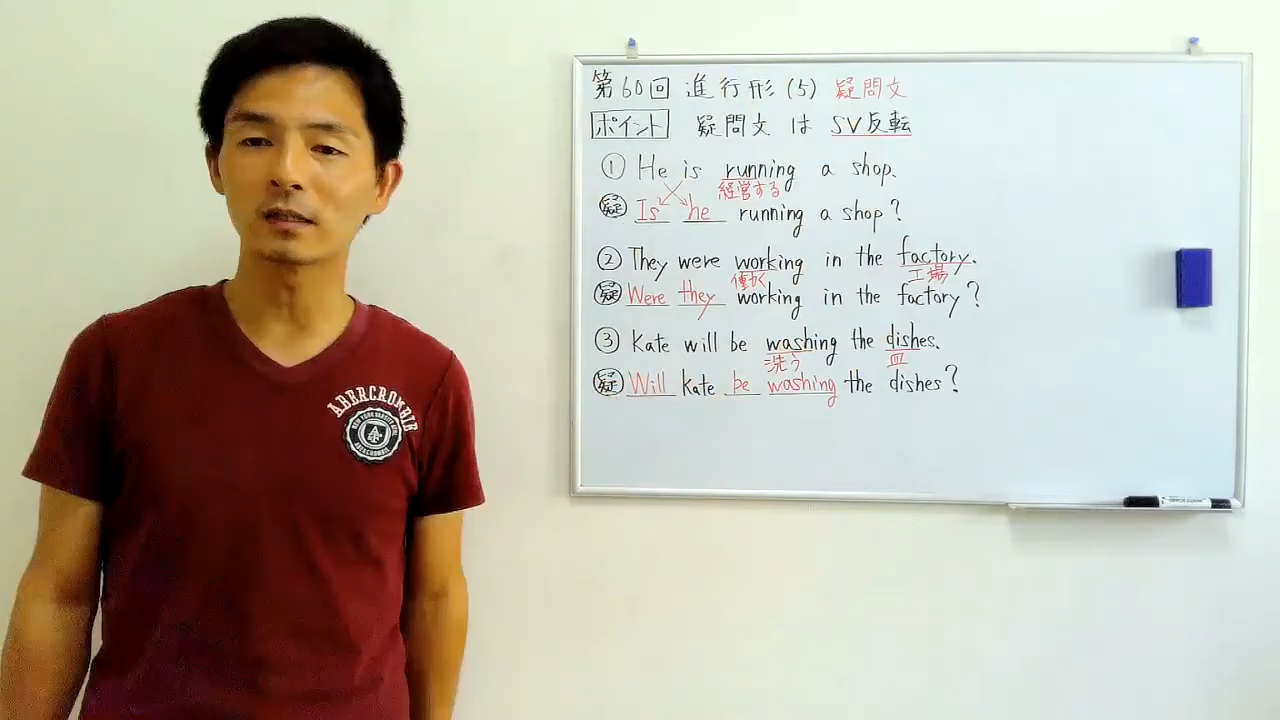 第60回 進行形(5) 疑問文
ポイント 疑問文は SV反転
① He is running a shop.
経営する
疑 Is he running a shop?
② They were working in the factory.
働く 工場
疑 Were they working in the factory?
③ Kate will be washing the dishes.
洗う 皿
疑 Will kate be washing the dishes?
ABERCROMBIE